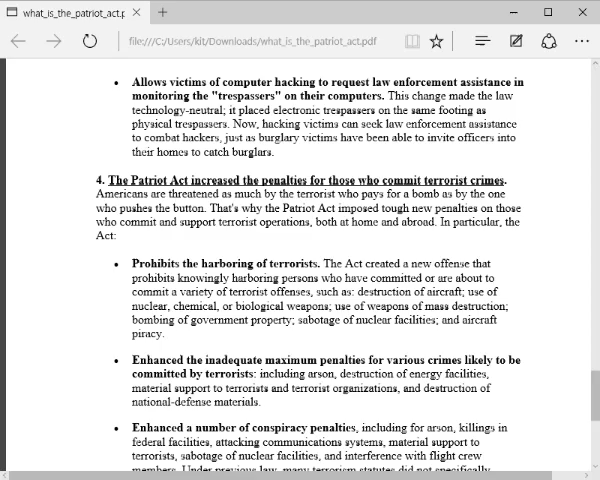 what_is_the_patriot_act.p
file:///C:/Users/kit/Downloads/what_is_the_patriot_act.pdf
• Allows victims of computer hacking to request law enforcement assistance in
monitoring the "trespassers" on their computers. This change made the law
technology-neutral; it placed electronic trespassers on the same footing as
physical trespassers. Now, hacking victims can seek law enforcement assistance
to combat hackers, just as burglary victims have been able to invite officers into
their homes to catch burglars.
4. The Patriot Act increased the penalties for those who commit terrorist crimes.
Americans are threatened as much by the terrorist who pays for a bomb as by the one
who pushes the button. That's why the Patriot Act imposed tough new penalties on those
who commit and support terrorist operations, both at home and abroad. In particular, the
Act:
• Prohibits the harboring of terrorists. The Act created a new offense that
prohibits knowingly harboring persons who have committed or are about to
commit a variety of terrorist offenses, such as: destruction of aircraft; use of
nuclear, chemical, or biological weapons; use of weapons of mass destruction;
bombing of government property; sabotage of nuclear facilities; and aircraft
piracy.
• Enhanced the inadequate maximum penalties for various crimes likely to be
committed by terrorists: including arson, destruction of energy facilities,
material support to terrorists and terrorist organizations, and destruction of
national-defense materials.
• Enhanced a number of conspiracy penalties, including for arson, killings in
federal facilities, attacking communications systems, material support to
terrorists, sabotage of nuclear facilities, and interference with flight crew
members. Under previous law, many terrorism statutes did not specifically